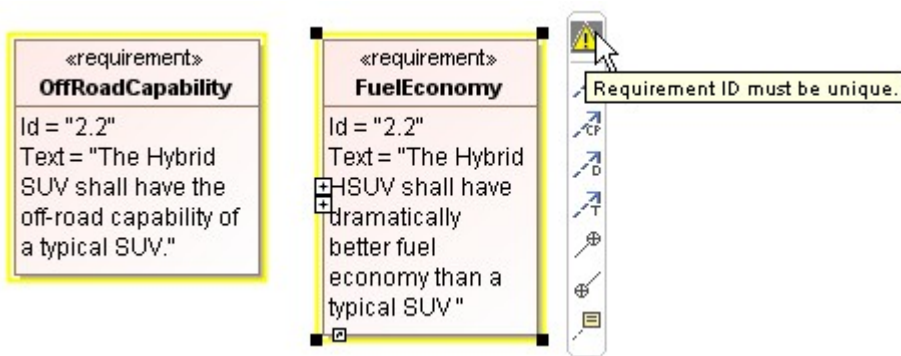 «requirement»
OffRoadCapability
Id = "2.2"
Text = "The Hybrid
SUV shall have the
off-road capability of
a typical SUV."
«requirement»
FuelEconomy
Id = "2.2"
Text = "The Hybrid
HSUV shall have
dramatically
better fuel
economy than a
typical SUV"
Requirement ID must be unique.
CP
D
T